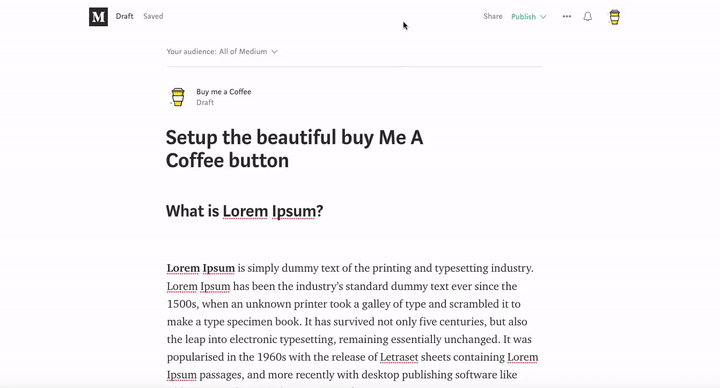 M Draft Saved Share Publish
Your audience: All of Medium
Buy me a Coffee
Draft
Setup the beautiful buy Me A
Coffee button
What is Lorem Ipsum?
Lorem Ipsum is simply dummy text of the printing and typesetting industry.
Lorem Ipsum has been the industry's standard dummy text ever since the
1500s, when an unknown printer took a galley of type and scrambled it to
make a type specimen book. It has survived not only five centuries, but also
the leap into electronic typesetting, remaining essentially unchanged. It was
popularised in the 1960s with the release of Letraset sheets containing Lorem
Ipsum passages, and more recently with desktop publishing software like